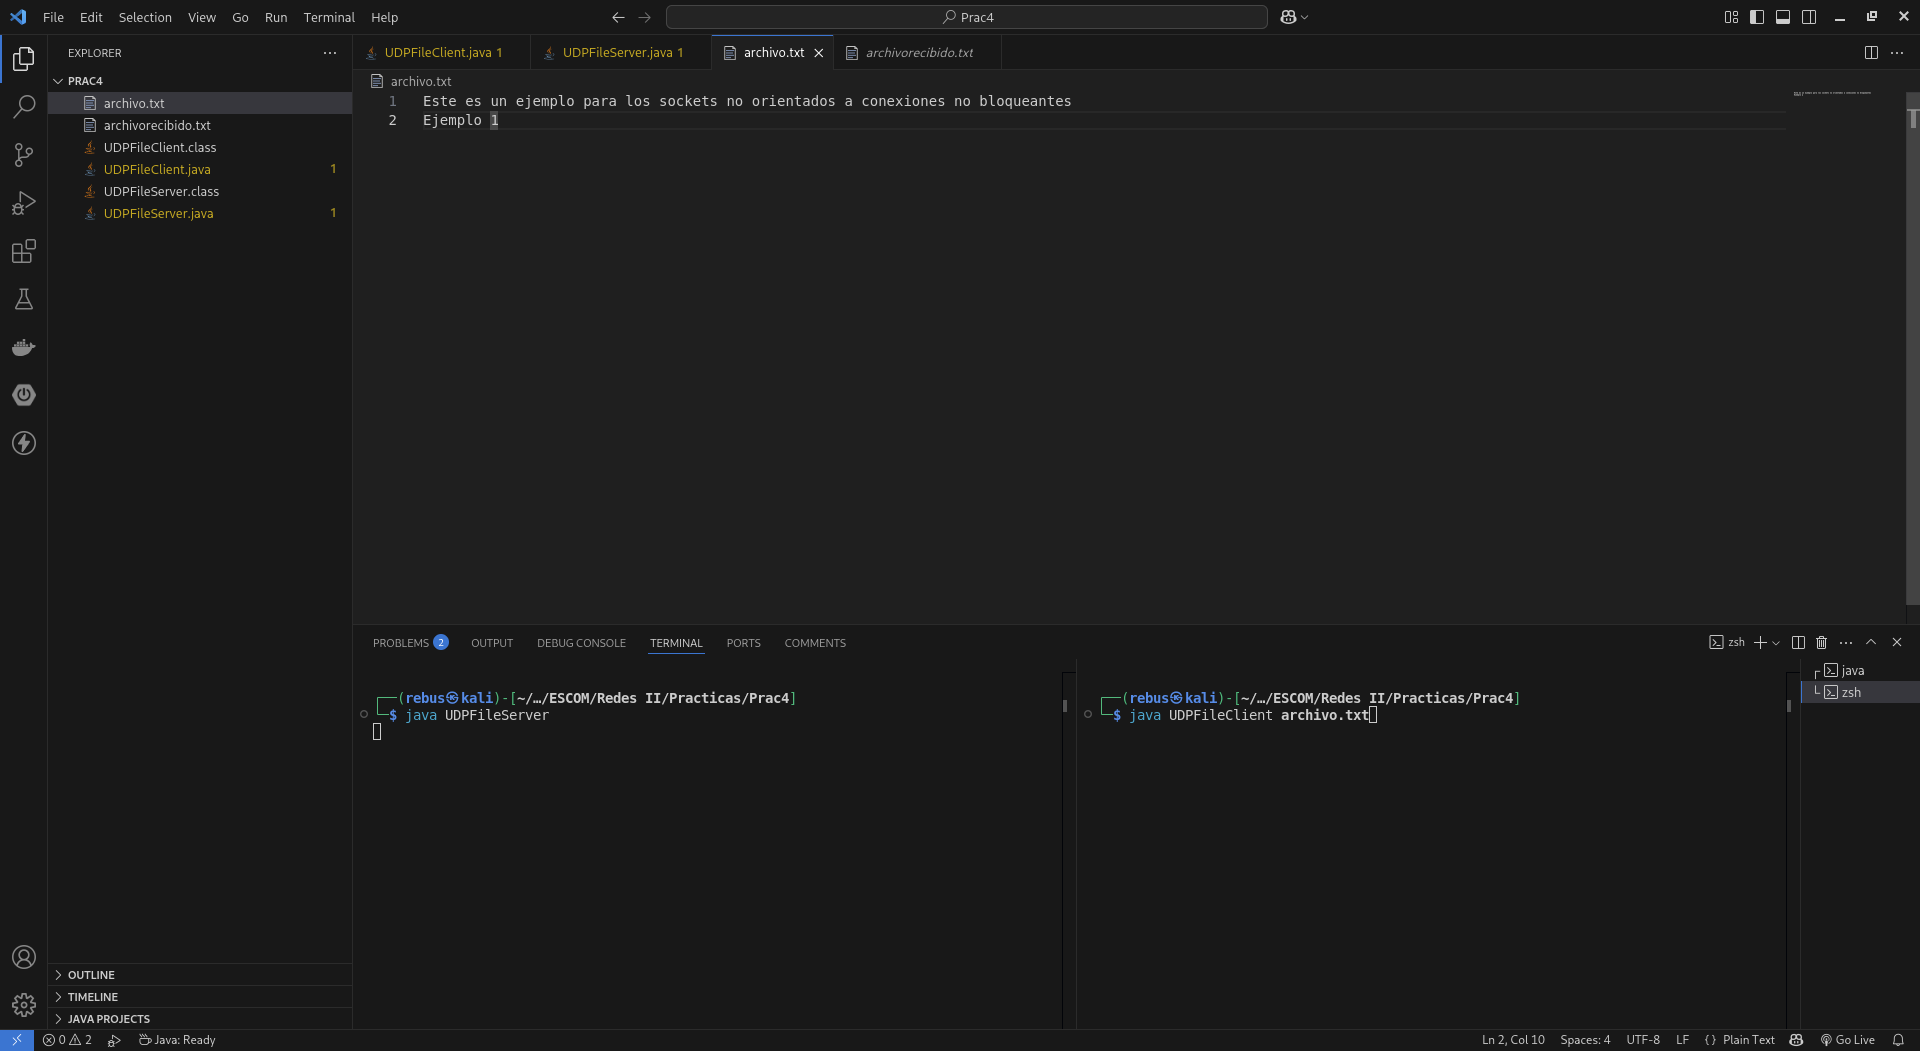 File Edit Selection View Go Run Terminal Help
Prac4
EXPLORER
PRAC4
archivo.txt
archivorecibido.txt
UDPFileClient.class
UDPFileClient.java 1
UDPFileServer.class
UDPFileServer.java 1
OUTLINE
TIMELINE
JAVA PROJECTS
UDPFileClient.java 1 UDPFileServer.java 1 archivo.txt archivorecibido.txt
archivo.txt
1 Este es un ejemplo para los sockets no orientados a conexiones no bloqueantes
2 Ejemplo 1
PROBLEMS 2 OUTPUT DEBUG CONSOLE TERMINAL PORTS COMMENTS
zsh
┌──(rebus㉿kali)-[~/…/ESCOM/Redes II/Practicas/Prac4]
└─$ java UDPFileServer
┌──(rebus㉿kali)-[~/…/ESCOM/Redes II/Practicas/Prac4]
└─$ java UDPFileClient archivo.txt
java
zsh
0 2 Java: Ready Ln 2, Col 10 Spaces: 4 UTF-8 LF {} Plain Text Go Live